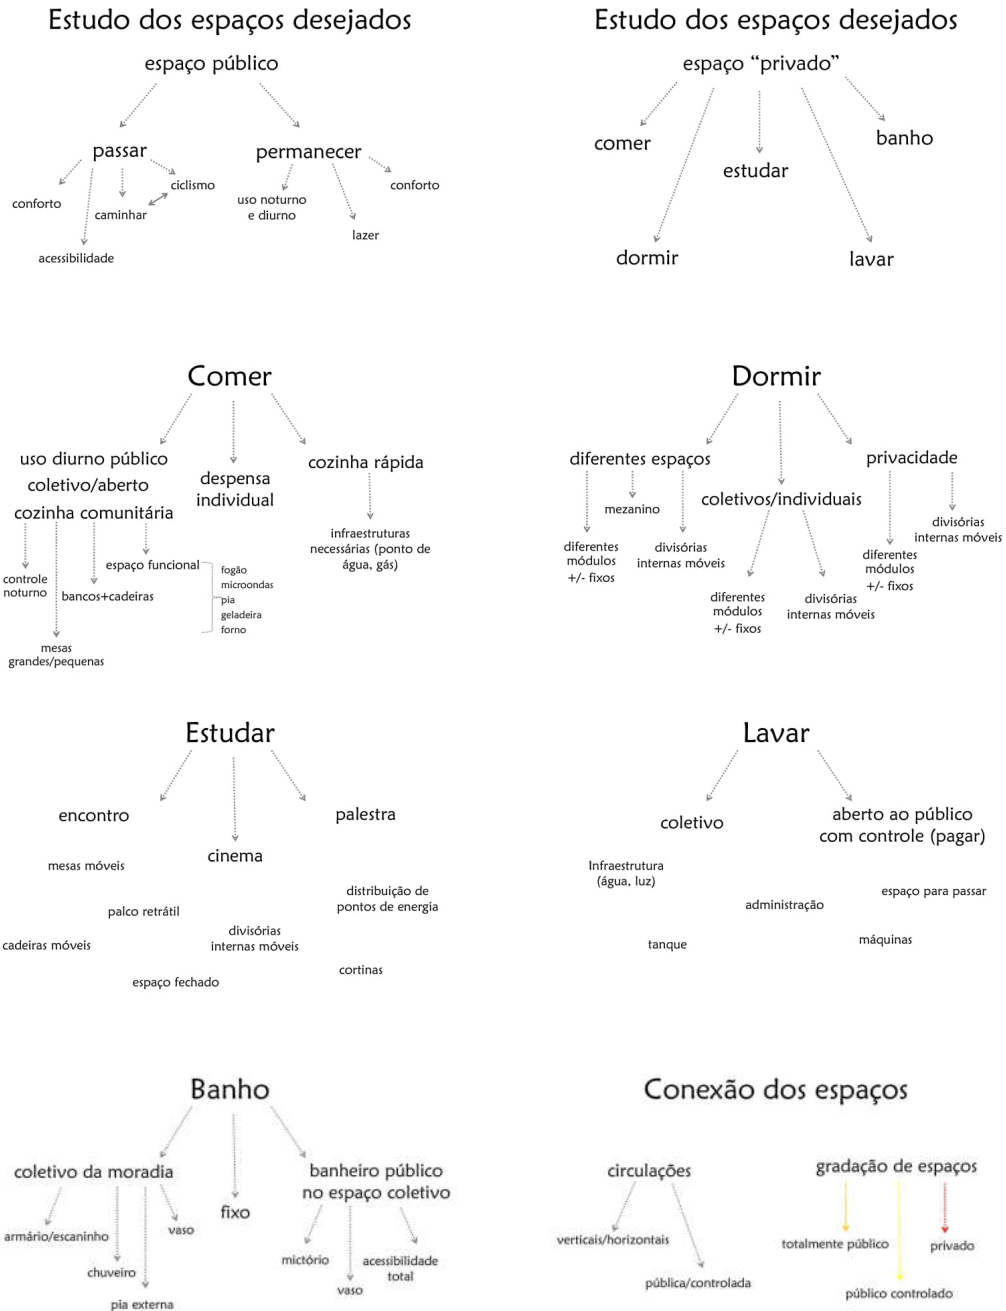 Estudo dos espaços desejados
espaço público
passar
permanecer
conforto
caminhar
ciclismo
acessibilidade
uso noturno
e diurno
lazer
conforto
Estudo dos espaços desejados
espaço “privado”
comer
estudar
banho
dormir
lavar
Comer
uso diurno público
coletivo/aberto
cozinha comunitária
despensa
individual
cozinha rápida
controle
noturno
mesas
grandes/pequenas
bancos+cadeiras
espaço funcional
fogão
microondas
pia
geladeira
forno
infraestruturas
necessárias (ponto de
água, gás)
Dormir
diferentes espaços
coletivos/individuais
privacidade
diferentes
módulos
+/- fixos
mezanino
divisórias
internas móveis
diferentes
módulos
+/- fixos
divisórias
internas móveis
diferentes
módulos
+/- fixos
divisórias
internas móveis
Estudar
encontro
cinema
palestra
mesas móveis
palco retrátil
cadeiras móveis
espaço fechado
divisórias
internas móveis
distribuição de
pontos de energia
cortinas
Lavar
coletivo
aberto ao público
com controle (pagar)
Infraestrutura
(água, luz)
administração
espaço para passar
tanque
máquinas
Banho
coletivo da moradia
fixo
banheiro público
no espaço coletivo
armário/escaninho
chuveiro
pia externa
vaso
mictório
vaso
acessibilidade
total
Conexão dos espaços
circulações
gradação de espaços
verticais/horizontais
pública/controlada
totalmente público
público controlado
privado